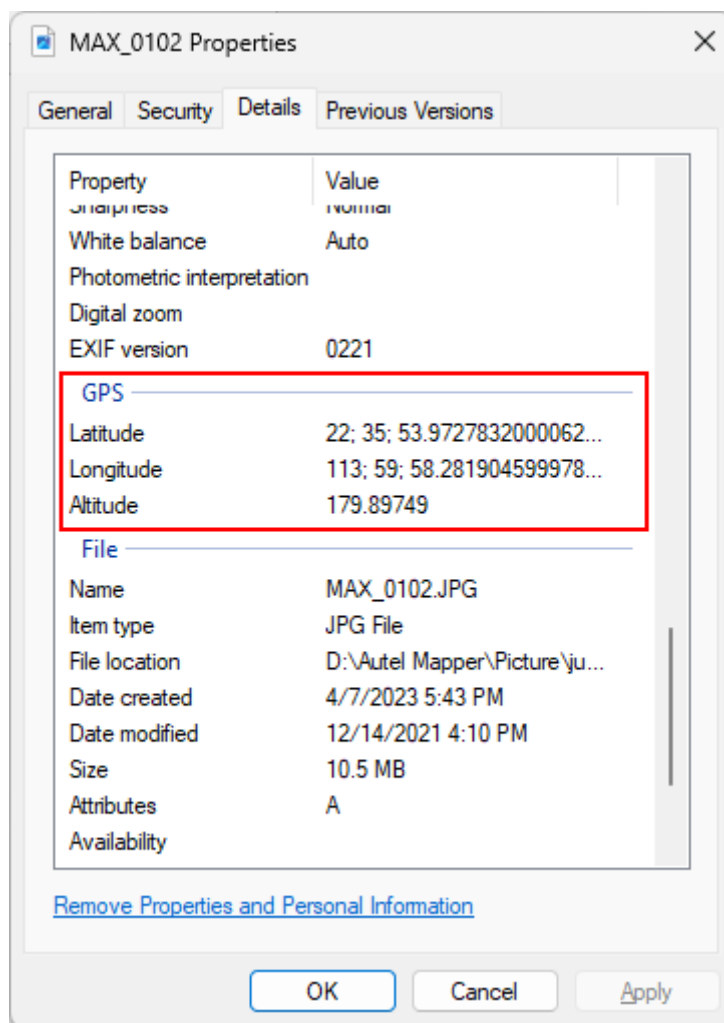 MAX_0102 Properties
General Security Details Previous Versions
Property Value
Sharpness Normal
White balance Auto
Photometric interpretation
Digital zoom
EXIF version 0221
GPS
Latitude 22; 35; 53.9727832000062...
Longitude 113; 59; 58.281904599978...
Altitude 179.89749
File
Name MAX_0102.JPG
Item type JPG File
File location D:\Autel Mapper\Picture\ju...
Date created 4/7/2023 5:43 PM
Date modified 12/14/2021 4:10 PM
Size 10.5 MB
Attributes A
Availability
Remove Properties and Personal Information
OK Cancel Apply